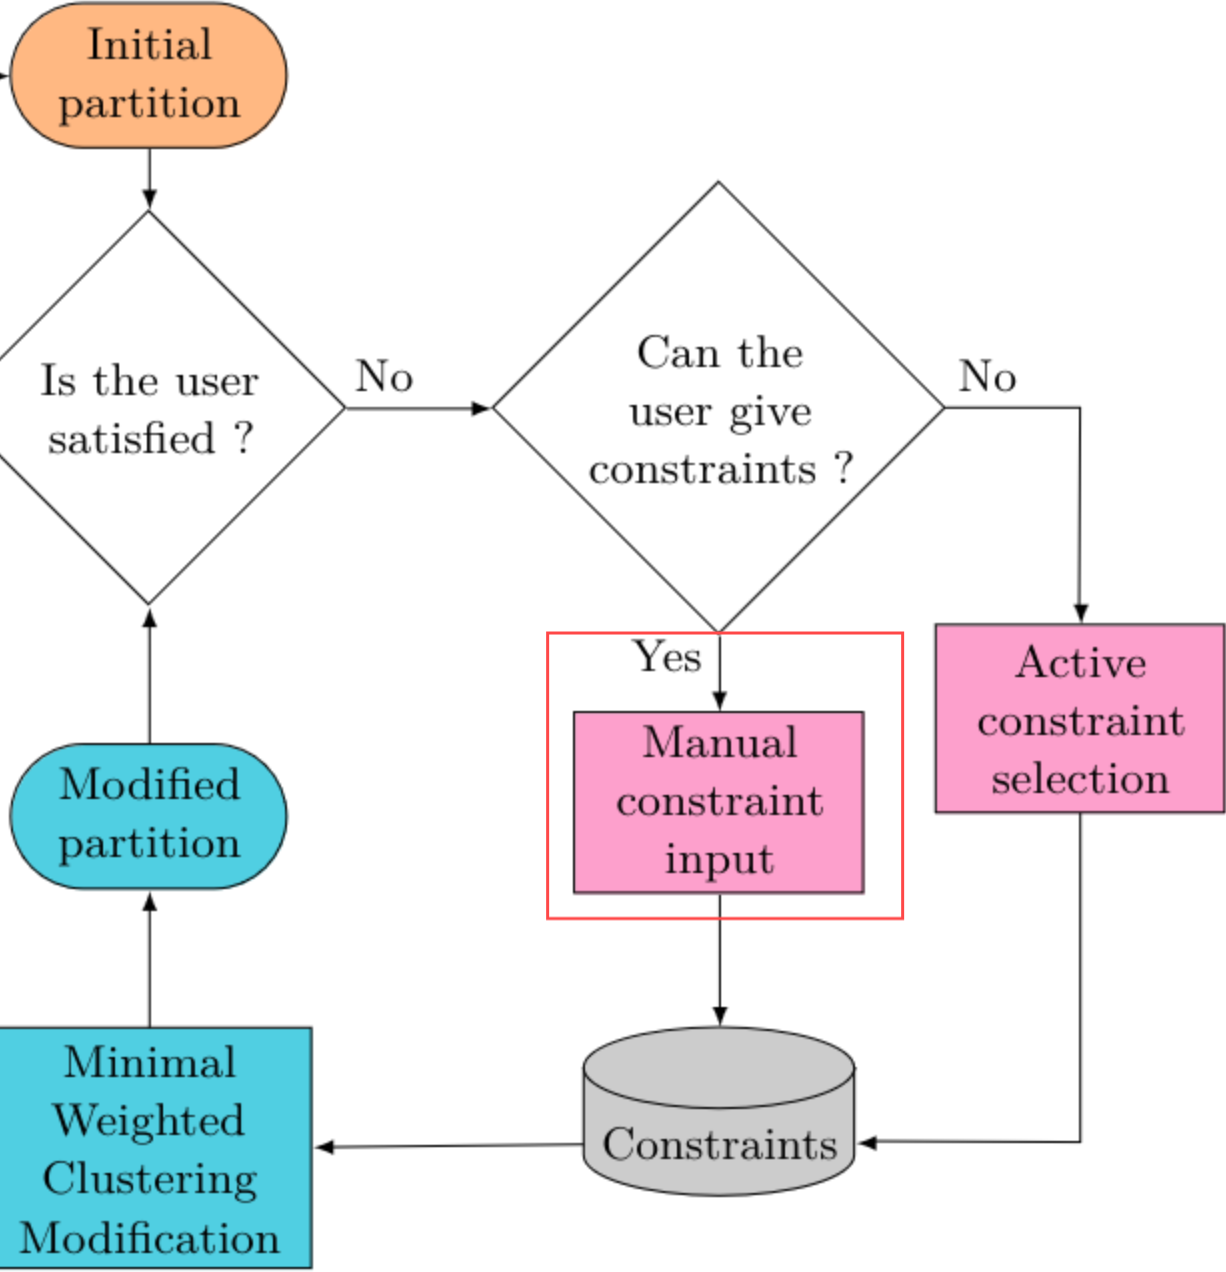 Initial
partition
Is the user
satisfied ?
No
Can the
user give
constraints ?
No
Yes
Manual
constraint
input
Active
constraint
selection
Modified
partition
Minimal
Weighted
Clustering
Modification
Constraints